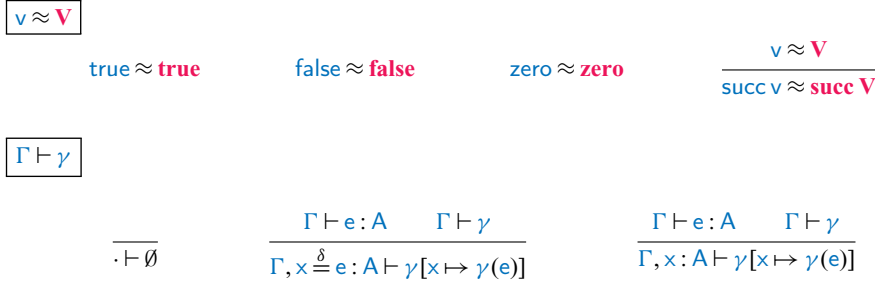 v ≈ V
true ≈ true false ≈ false zero ≈ zero v ≈ V
succ v ≈ succ V
Γ ⊢ γ
Γ ⊢ e : A Γ ⊢ γ Γ ⊢ e : A Γ ⊢ γ
· ⊢ ∅ Γ, x ≝δ e : A ⊢ γ[x ↦ γ(e)] Γ, x : A ⊢ γ[x ↦ γ(e)]